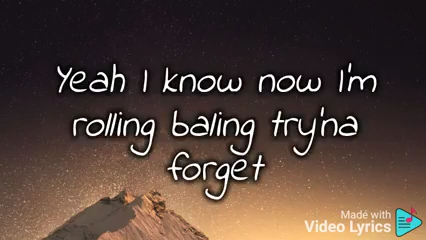 Yeah I know now I'm
rolling baling try'na
forget
Made with
Video Lyrics